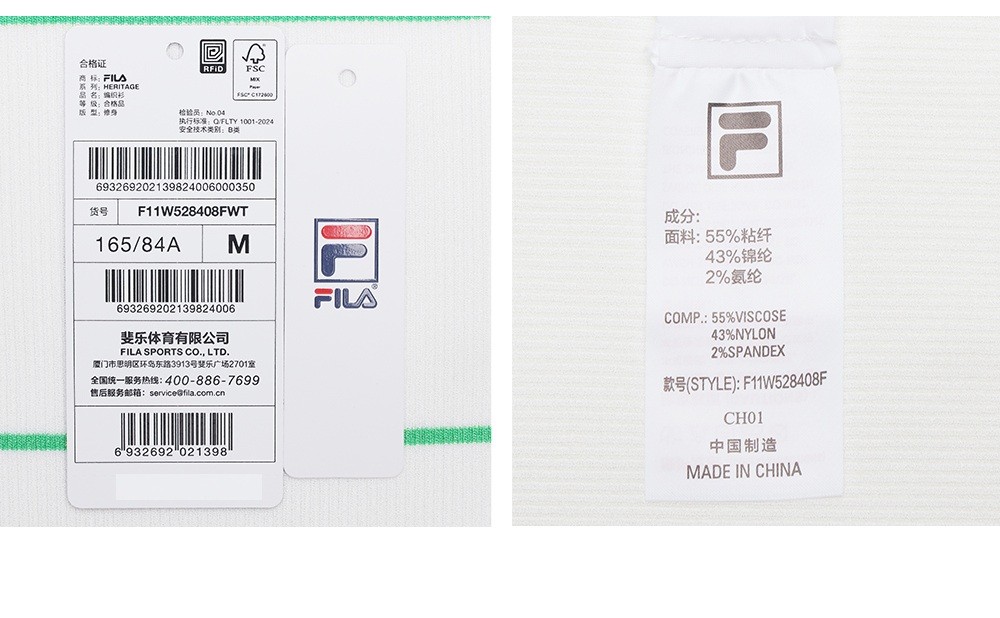 合格证
商 标: FILA
系 列: HERITAGE
品 名: 编织衫
等 级: 合格品
版 型: 修身
RFID
FSC
MIX
Paper
FSC® C172600
检验员: No.04
执行标准: Q/FLTY 1001-2024
安全技术类别: B类
693269202139824006000350
货号 F11W528408FWT
165/84A M
693269202139824006
斐乐体育有限公司
FILA SPORTS CO., LTD.
厦门市思明区环岛东路3913号斐乐广场2701室
全国统一服务热线: 400-886-7699
售后服务邮箱: service@fila.com.cn
6 932692 021398
F
FILA®
F
成分:
面料: 55%粘纤
43%锦纶
2%氨纶
COMP.: 55%VISCOSE
43%NYLON
2%SPANDEX
款号(STYLE): F11W528408F
CH01
中国制造
MADE IN CHINA